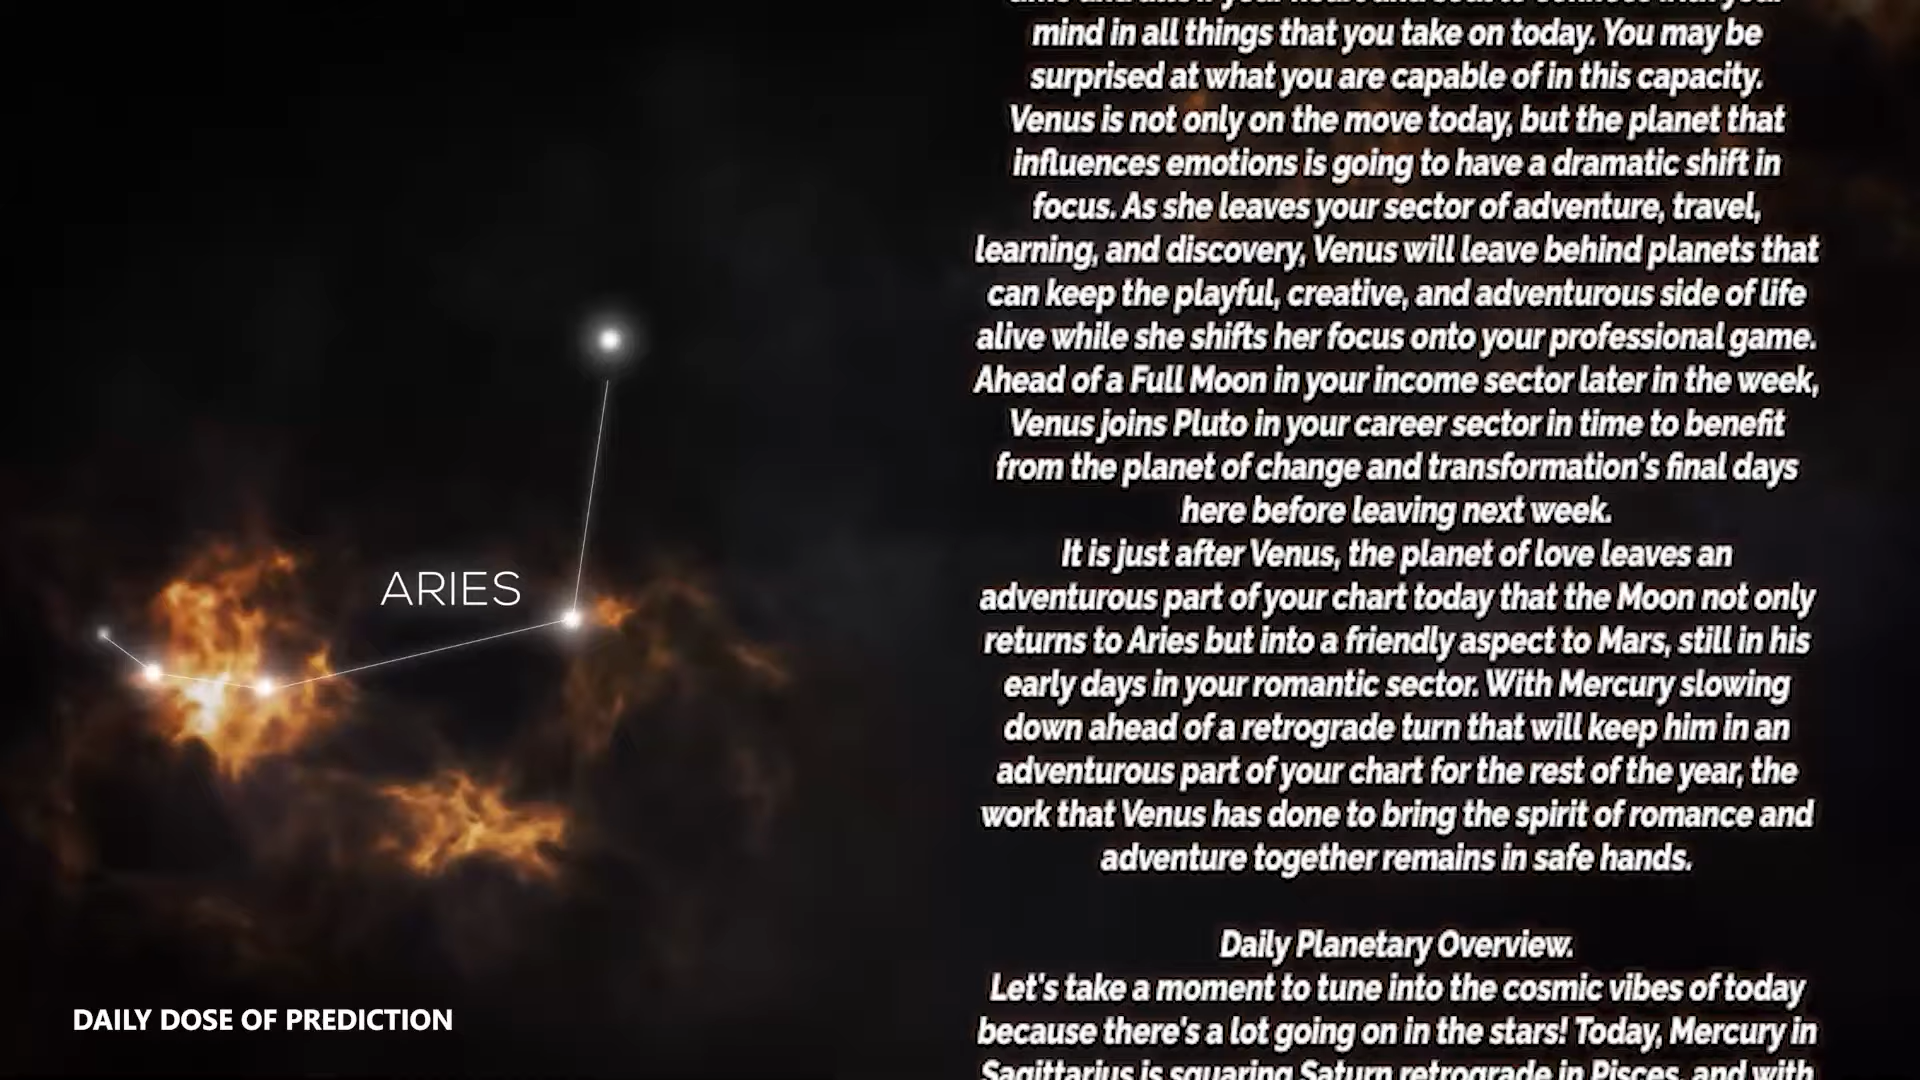 mind in all things that you take on today. You may be
surprised at what you are capable of in this capacity.
Venus is not only on the move today, but the planet that
influences emotions is going to have a dramatic shift in
focus. As she leaves your sector of adventure, travel,
learning, and discovery, Venus will leave behind planets that
can keep the playful, creative, and adventurous side of life
alive while she shifts her focus onto your professional game.
Ahead of a Full Moon in your income sector later in the week,
Venus joins Pluto in your career sector in time to benefit
from the planet of change and transformation's final days
here before leaving next week.
It is just after Venus, the planet of love leaves an
adventurous part of your chart today that the Moon not only
returns to Aries but into a friendly aspect to Mars, still in his
early days in your romantic sector. With Mercury slowing
down ahead of a retrograde turn that will keep him in an
adventurous part of your chart for the rest of the year, the
work that Venus has done to bring the spirit of romance and
adventure together remains in safe hands.
Daily Planetary Overview.
Let's take a moment to tune into the cosmic vibes of today
because there's a lot going on in the stars! Today, Mercury in
Sagittarius is squaring Saturn retrograde in Pisces, and with
ARIES
DAILY DOSE OF PREDICTION